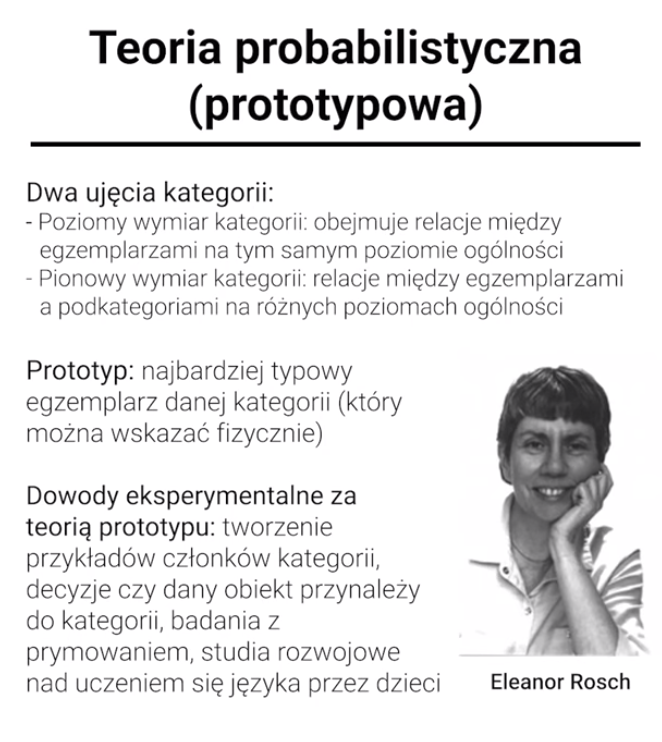 Teoria probabilistyczna
(prototypowa)
Dwa ujęcia kategorii:
- Poziomy wymiar kategorii: obejmuje relacje między
egzemplarzami na tym samym poziomie ogólności
- Pionowy wymiar kategorii: relacje między egzemplarzami
a podkategoriami na różnych poziomach ogólności
Prototyp: najbardziej typowy
egzemplarz danej kategorii (który
można wskazać fizycznie)
Dowody eksperymentalne za
teorią prototypu: tworzenie
przykładów członków kategorii,
decyzje czy dany obiekt przynależy
do kategorii, badania z
prymowaniem, studia rozwojowe
nad uczeniem się języka przez dzieci
Eleanor Rosch